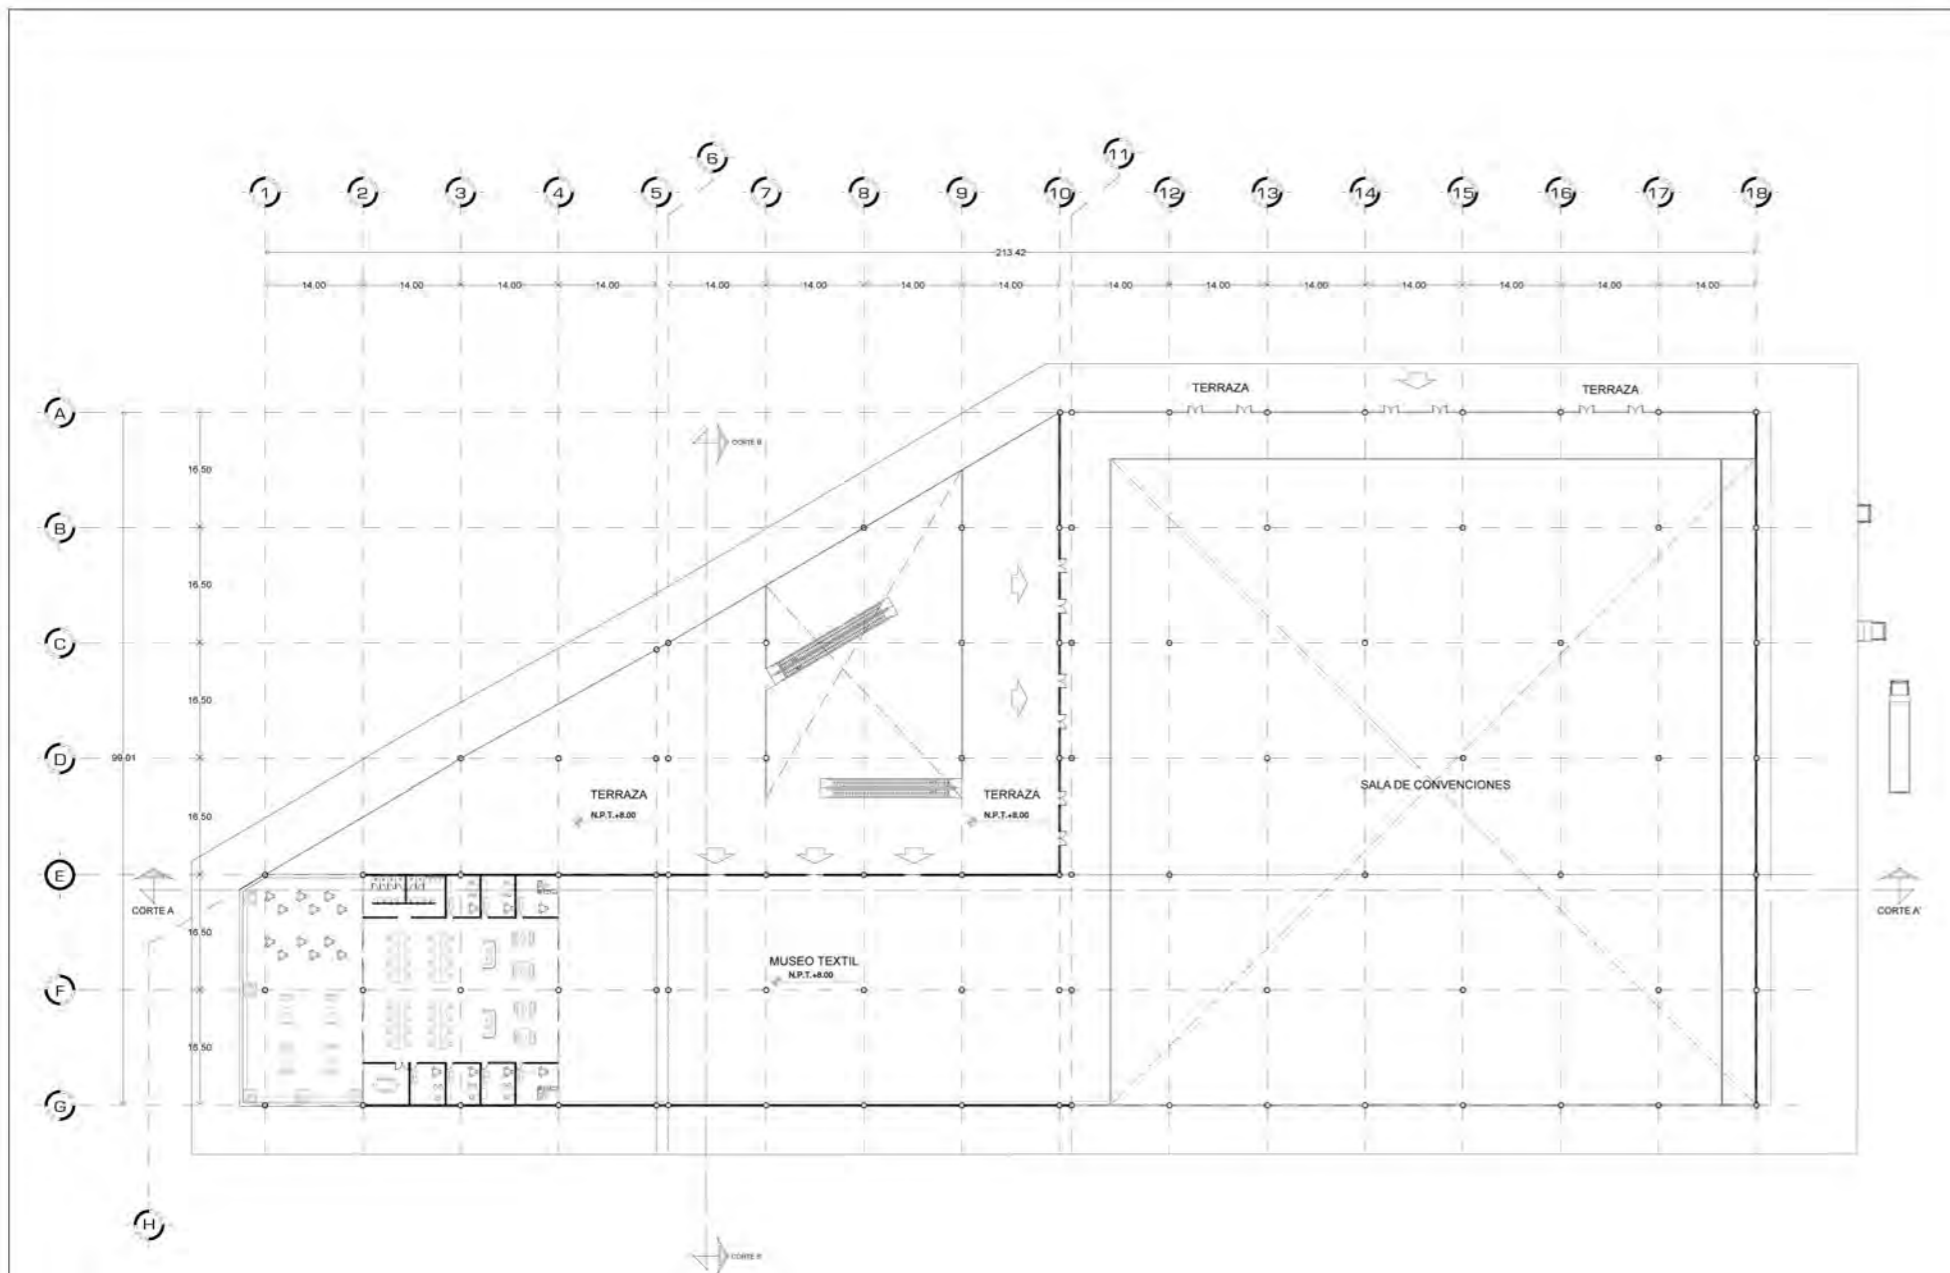 6 11
1 2 3 4 5 7 8 9 10 12 13 14 15 16 17 18
213.42
14.00 14.00 14.00 14.00 14.00 14.00 14.00 14.00 14.00 14.00 14.00 14.00 14.00 14.00 14.00
TERRAZA TERRAZA
A
CORTE B
16.50
B
16.50
C
16.50
D
99.01
SALA DE CONVENCIONES
TERRAZA TERRAZA
N.P.T.+8.00 N.P.T.+8.00
16.50
E
CORTE A CORTE A'
16.50
MUSEO TEXTIL
N.P.T.+8.00
F
16.50
G
H